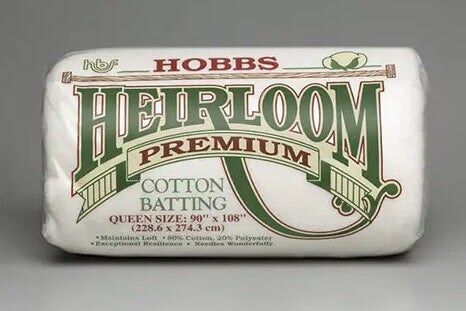 hbf
HOBBS
HEIRLOOM
PREMIUM
COTTON
BATTING
QUEEN SIZE: 90" x 108"
(228.6 x 274.3 cm)
• Maintains Loft • 80% Cotton, 20% Polyester
• Exceptional Resilience • Needles Wonderfully